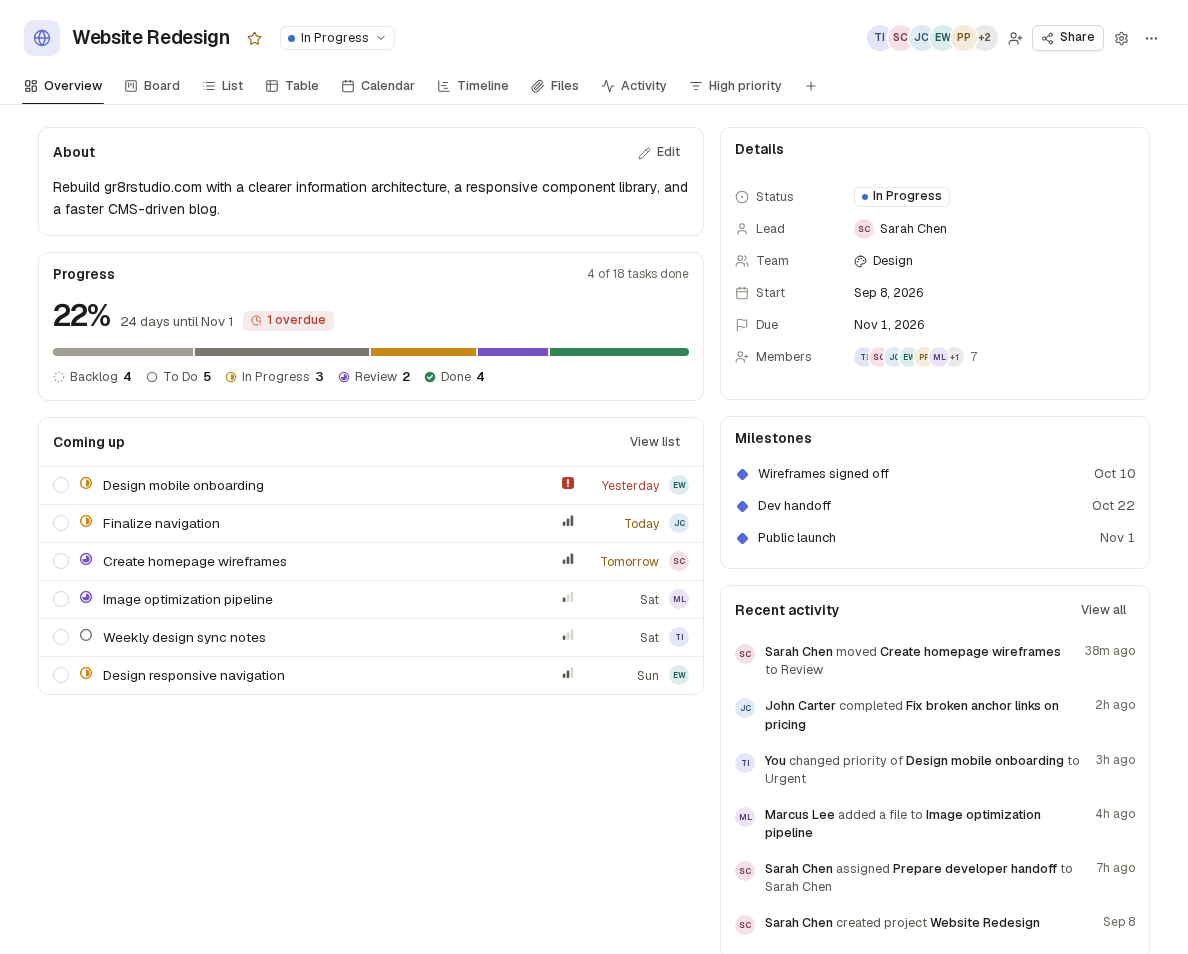 Website Redesign
In Progress
TI SC JC EW PP +2
Share
Overview Board List Table Calendar Timeline Files Activity High priority
About
Edit
Rebuild gr8rstudio.com with a clearer information architecture, a responsive component library, and
a faster CMS-driven blog.
Progress
4 of 18 tasks done
22% 24 days until Nov 1 1 overdue
Backlog 4 To Do 5 In Progress 3 Review 2 Done 4
Coming up
View list
Design mobile onboarding Yesterday EW
Finalize navigation Today JC
Create homepage wireframes Tomorrow SC
Image optimization pipeline Sat ML
Weekly design sync notes Sat TI
Design responsive navigation Sun EW
Details
Status In Progress
Lead SC Sarah Chen
Team Design
Start Sep 8, 2026
Due Nov 1, 2026
Members ML +1 7
Milestones
Wireframes signed off Oct 10
Dev handoff Oct 22
Public launch Nov 1
Recent activity
View all
SC Sarah Chen moved Create homepage wireframes 38m ago
to Review
JC John Carter completed Fix broken anchor links on 2h ago
pricing
TI You changed priority of Design mobile onboarding to 3h ago
Urgent
ML Marcus Lee added a file to Image optimization 4h ago
pipeline
SC Sarah Chen assigned Prepare developer handoff to 7h ago
Sarah Chen
SC Sarah Chen created project Website Redesign Sep 8